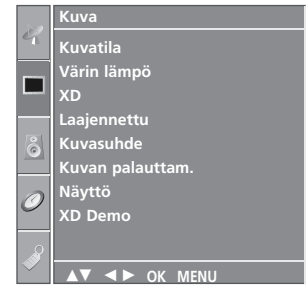 Kuva
Kuvatila
Värin lämpö
XD
Laajennettu
Kuvasuhde
Kuvan palauttam.
Näyttö
XD Demo
▲▼ ◄► OK MENU